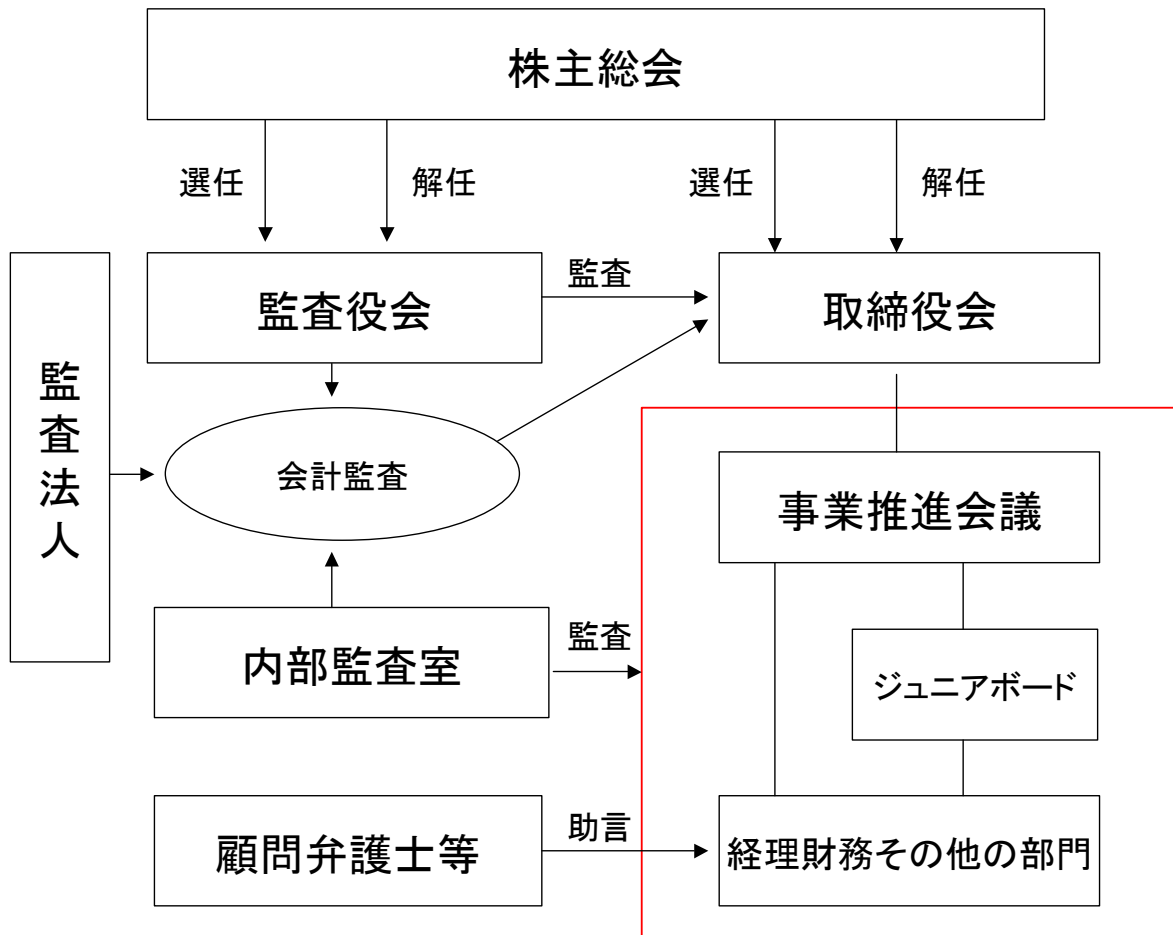 株主総会
選任
解任
選任
解任
監査法人
監査役会
監査
取締役会
会計監査
事業推進会議
内部監査室
監査
ジュニアボード
顧問弁護士等
助言
経理財務その他の部門